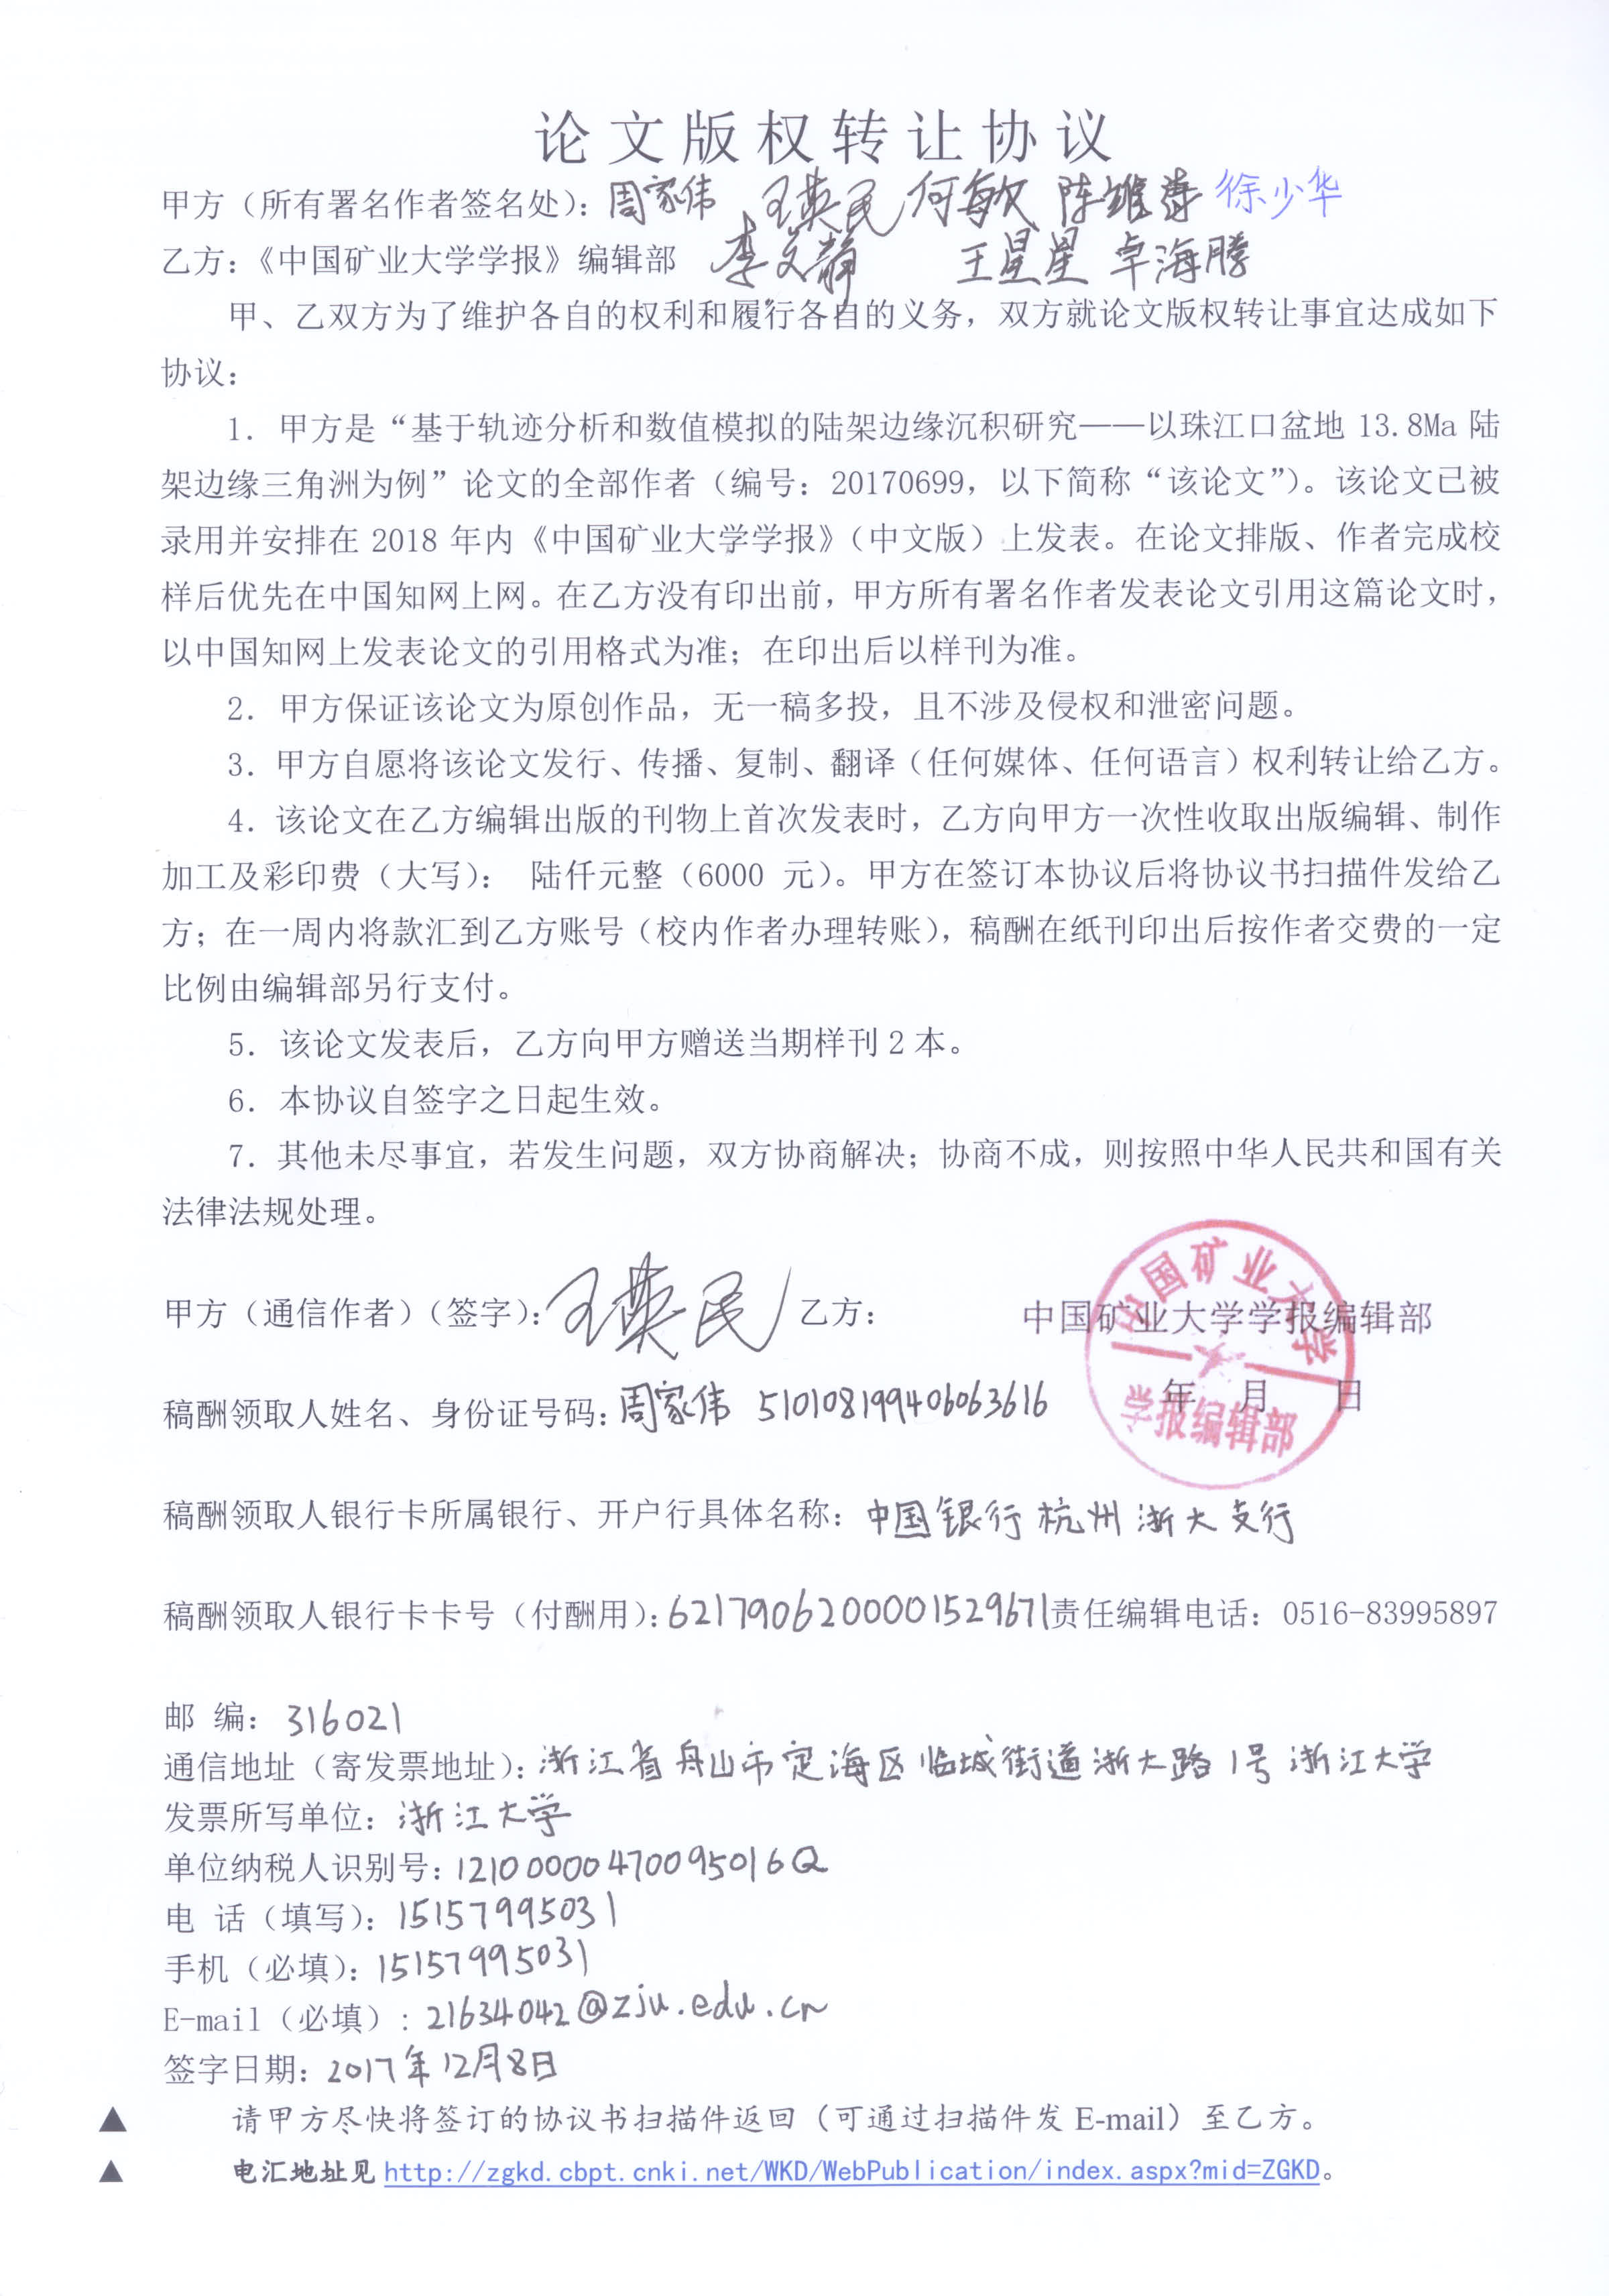 论文版权转让协议
甲方（所有署名作者签名处）：周家伟 王英民 何敏 陈维涛 徐少华
乙方：《中国矿业大学学报》编辑部 李文静 王星星 卓海腾
甲、乙双方为了维护各自的权利和履行各自的义务，双方就论文版权转让事宜达成如下
协议：
1．甲方是“基于轨迹分析和数值模拟的陆架边缘沉积研究——以珠江口盆地 13.8Ma 陆
架边缘三角洲为例”论文的全部作者（编号：20170699，以下简称“该论文”）。该论文已被
录用并安排在 2018 年内《中国矿业大学学报》（中文版）上发表。在论文排版、作者完成校
样后优先在中国知网上网。在乙方没有印出前，甲方所有署名作者发表论文引用这篇论文时，
以中国知网上发表论文的引用格式为准；在印出后以样刊为准。
2．甲方保证该论文为原创作品，无一稿多投，且不涉及侵权和泄密问题。
3．甲方自愿将该论文发行、传播、复制、翻译（任何媒体、任何语言）权利转让给乙方。
4．该论文在乙方编辑出版的刊物上首次发表时，乙方向甲方一次性收取出版编辑、制作
加工及彩印费（大写）： 陆仟元整（6000 元）。甲方在签订本协议后将协议书扫描件发给乙
方；在一周内将款汇到乙方账号（校内作者办理转账），稿酬在纸刊印出后按作者交费的一定
比例由编辑部另行支付。
5．该论文发表后，乙方向甲方赠送当期样刊 2 本。
6．本协议自签字之日起生效。
7．其他未尽事宜，若发生问题，双方协商解决；协商不成，则按照中华人民共和国有关
法律法规处理。
甲方（通信作者）（签字）：王英民 乙方： 中国矿业大学学报编辑部
中国矿业大学
年 月 日
学报编辑部
稿酬领取人姓名、身份证号码：周家伟 510108199406063616
稿酬领取人银行卡所属银行、开户行具体名称：中国银行杭州浙大支行
稿酬领取人银行卡卡号（付酬用）：6217906200001529671责任编辑电话：0516-83995897
邮 编：316021
通信地址（寄发票地址）：浙江省舟山市定海区临城街道浙大路1号浙江大学
发票所写单位：浙江大学
单位纳税人识别号：12100000470095016Q
电 话（填写）：15157995031
手机（必填）：15157995031
E-mail（必填）：21634042@zju.edu.cn
签字日期：2017年12月8日
▲ 请甲方尽快将签订的协议书扫描件返回（可通过扫描件发 E-mail）至乙方。
▲ 电汇地址见 http://zgkd.cbpt.cnki.net/WKD/WebPublication/index.aspx?mid=ZGKD。